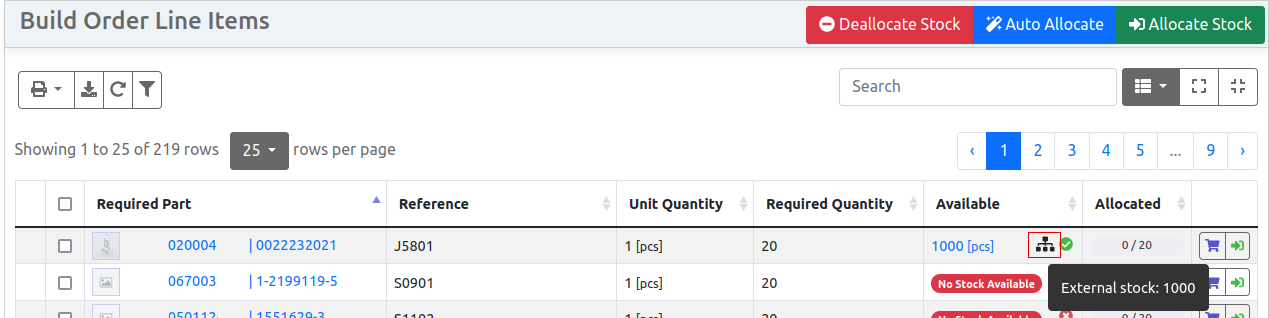 Build Order Line Items
Deallocate Stock Auto Allocate Allocate Stock
Search
Showing 1 to 25 of 219 rows 25 rows per page
‹ 1 2 3 4 5 ... 9 ›
Required Part Reference Unit Quantity Required Quantity Available Allocated
020004 | 0022232021 J5801 1 [pcs] 20 1000 [pcs] 0 / 20
067003 | 1-2199119-5 S0901 1 [pcs] 20 No Stock Available
External stock: 1000
050112- | 1551629-3 S1102 1 [pcs] 20 No Stock Available 0 / 20